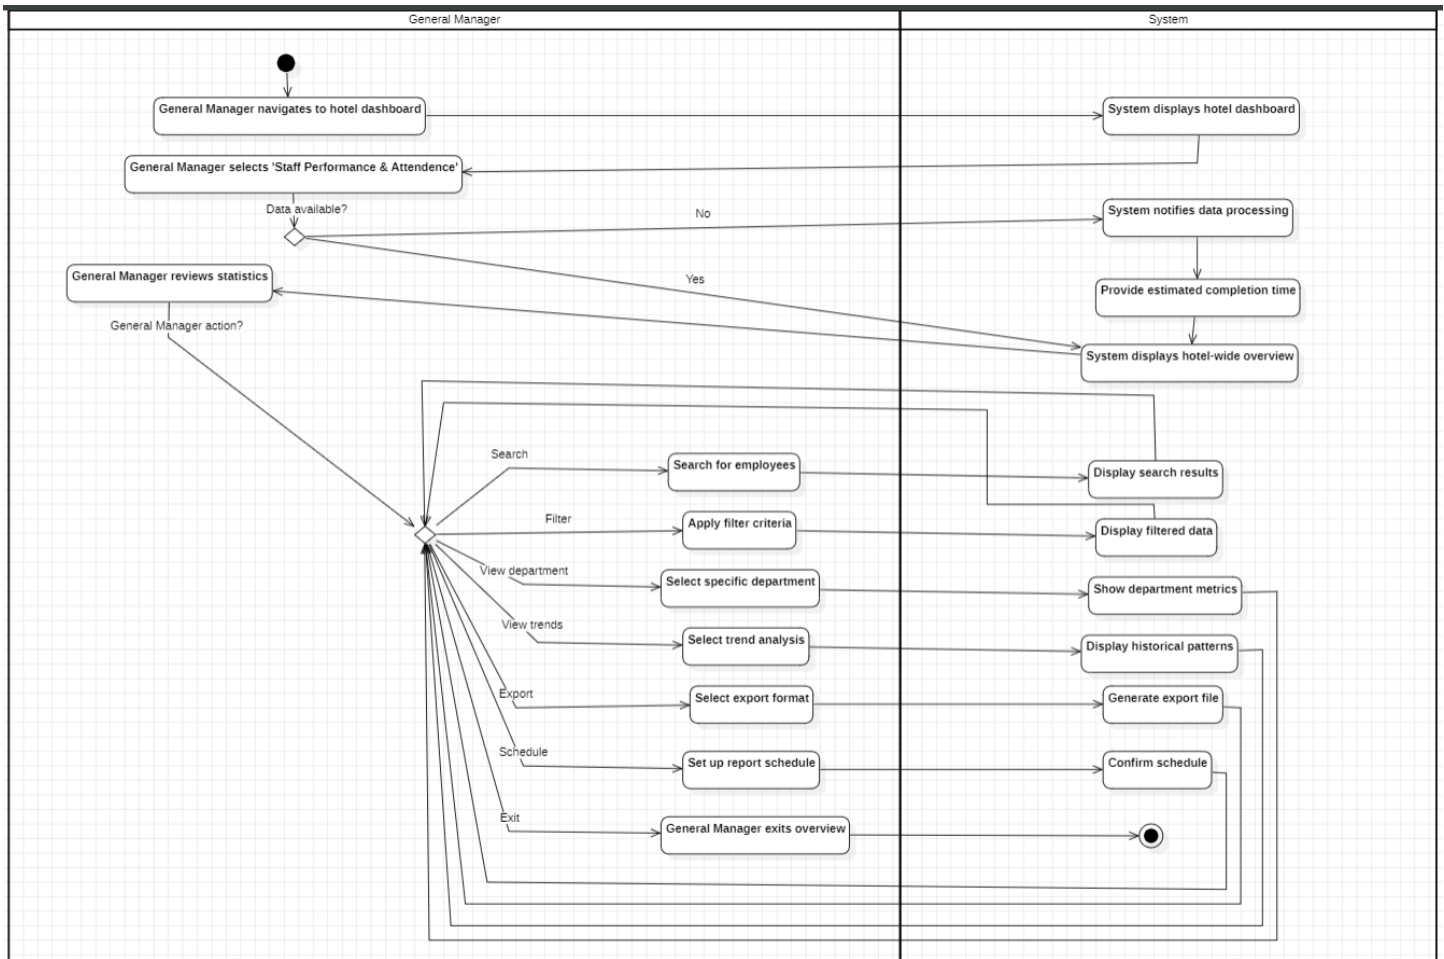 General Manager
System
General Manager navigates to hotel dashboard
System displays hotel dashboard
General Manager selects 'Staff Performance & Attendence'
Data available?
No
System notifies data processing
General Manager reviews statistics
Yes
Provide estimated completion time
General Manager action?
System displays hotel-wide overview
Search
Search for employees
Display search results
Filter
Apply filter criteria
Display filtered data
View department
Select specific department
Show department metrics
View trends
Select trend analysis
Display historical patterns
Export
Select export format
Generate export file
Schedule
Set up report schedule
Confirm schedule
Exit
General Manager exits overview